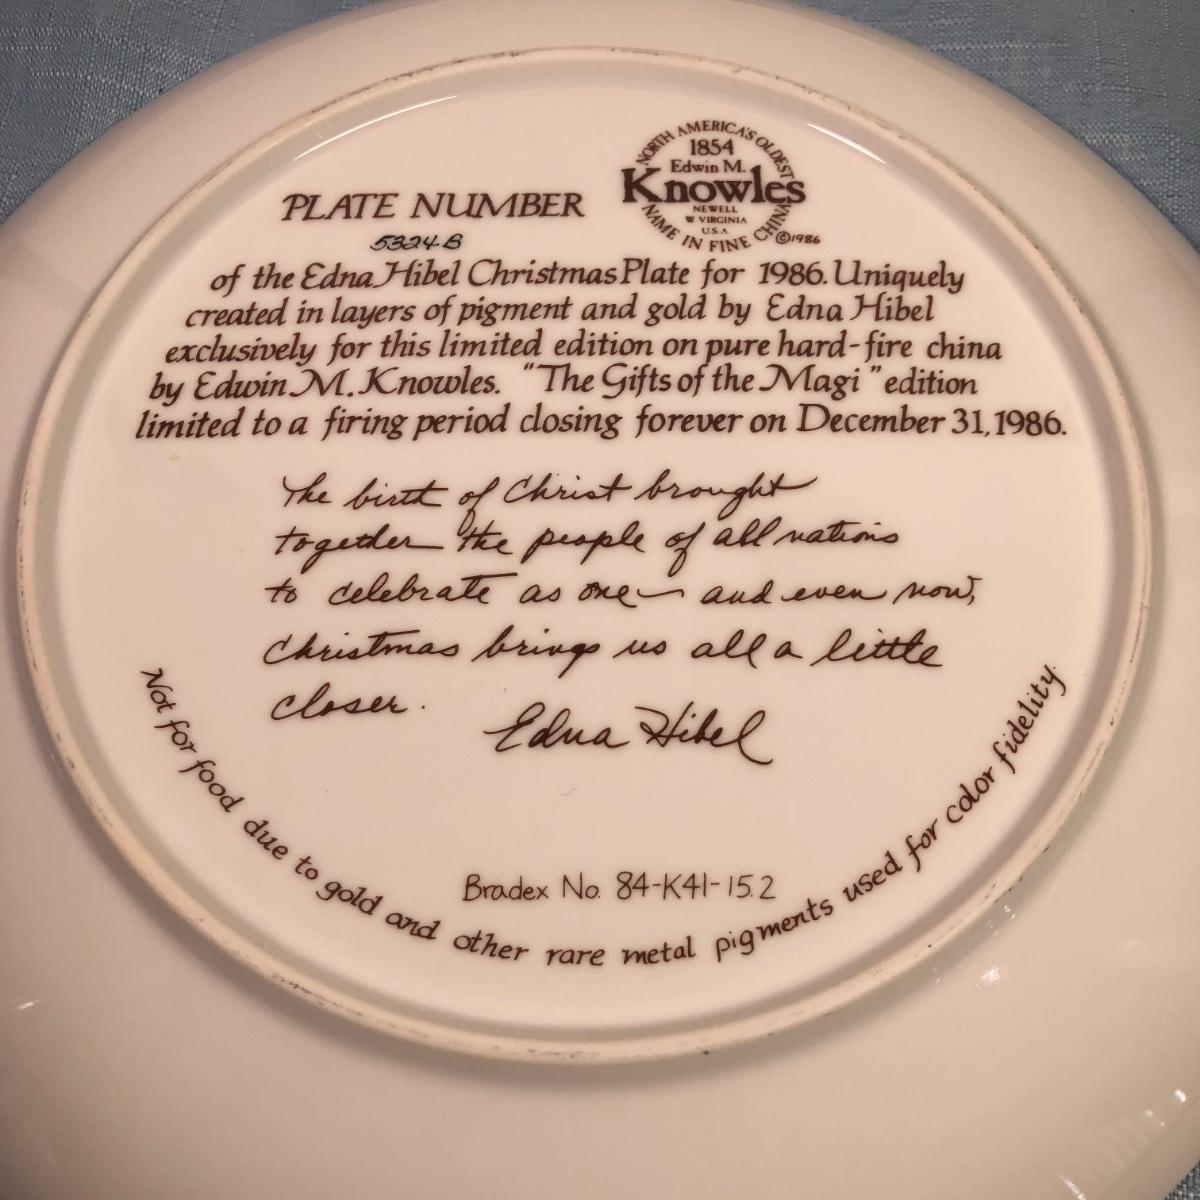 NORTH AMERICA'S OLDEST
1854
Edwin M.
Knowles
NEWELL
W VIRGINIA
U.S.A
NAME IN FINE CHINA
©1986
PLATE NUMBER
5324B
of the Edna Hibel Christmas Plate for 1986. Uniquely
created in layers of pigment and gold by Edna Hibel
exclusively for this limited edition on pure hard-fire china
by Edwin M. Knowles. "The Gifts of the Magi" edition
limited to a firing period closing forever on December 31, 1986.
The birth of Christ brought
together the people of all nations
to celebrate as one — and even now,
Christmas brings us all a little
closer.
Edna Hibel
Bradex No. 84-K41-15.2
Not for food due to gold and other rare metal pigments used for color fidelity.